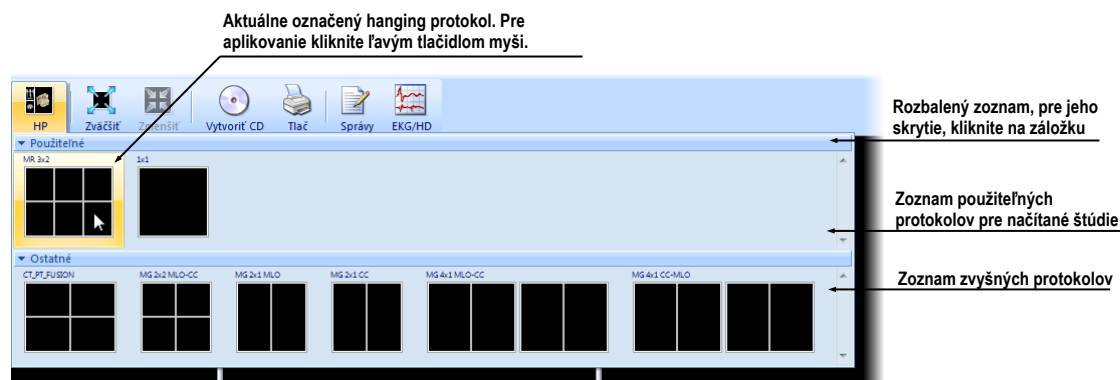 Aktuálne označený hanging protokol. Pre
aplikovanie kliknite ľavým tlačidlom myši.
HP
Zväčšiť
Zmenšiť
Vytvoriť CD
Tlač
Správy
EKG/HD
Rozbalený zoznam, pre jeho
skrytie, kliknite na záložku
Použiteľné
MR 3x2
1x1
Zoznam použiteľných
protokolov pre načítané štúdie
Ostatné
CT_PT_FUSION
MG 2x2 MLO-CC
MG 2x1 MLO
MG 2x1 CC
MG 4x1 MLO-CC
MG 4x1 CC-MLO
Zoznam zvyšných protokolov